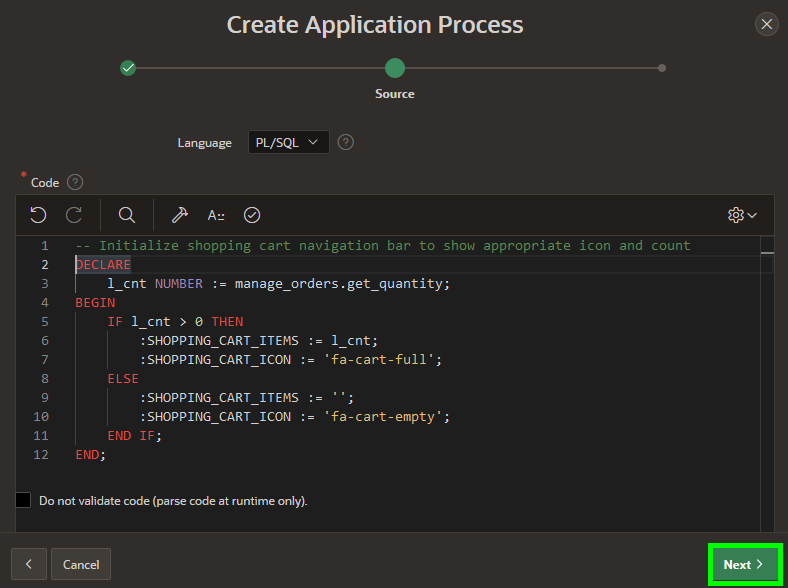 Create Application Process
Source
Language PL/SQL ?
* Code ?
A::
1 -- Initialize shopping cart navigation bar to show appropriate icon and count
2 DECLARE
3     l_cnt NUMBER := manage_orders.get_quantity;
4 BEGIN
5     IF l_cnt > 0 THEN
6         :SHOPPING_CART_ITEMS := l_cnt;
7         :SHOPPING_CART_ICON := 'fa-cart-full';
8     ELSE
9         :SHOPPING_CART_ITEMS := '';
10         :SHOPPING_CART_ICON := 'fa-cart-empty';
11     END IF;
12 END;
Do not validate code (parse code at runtime only).
< Cancel Next >